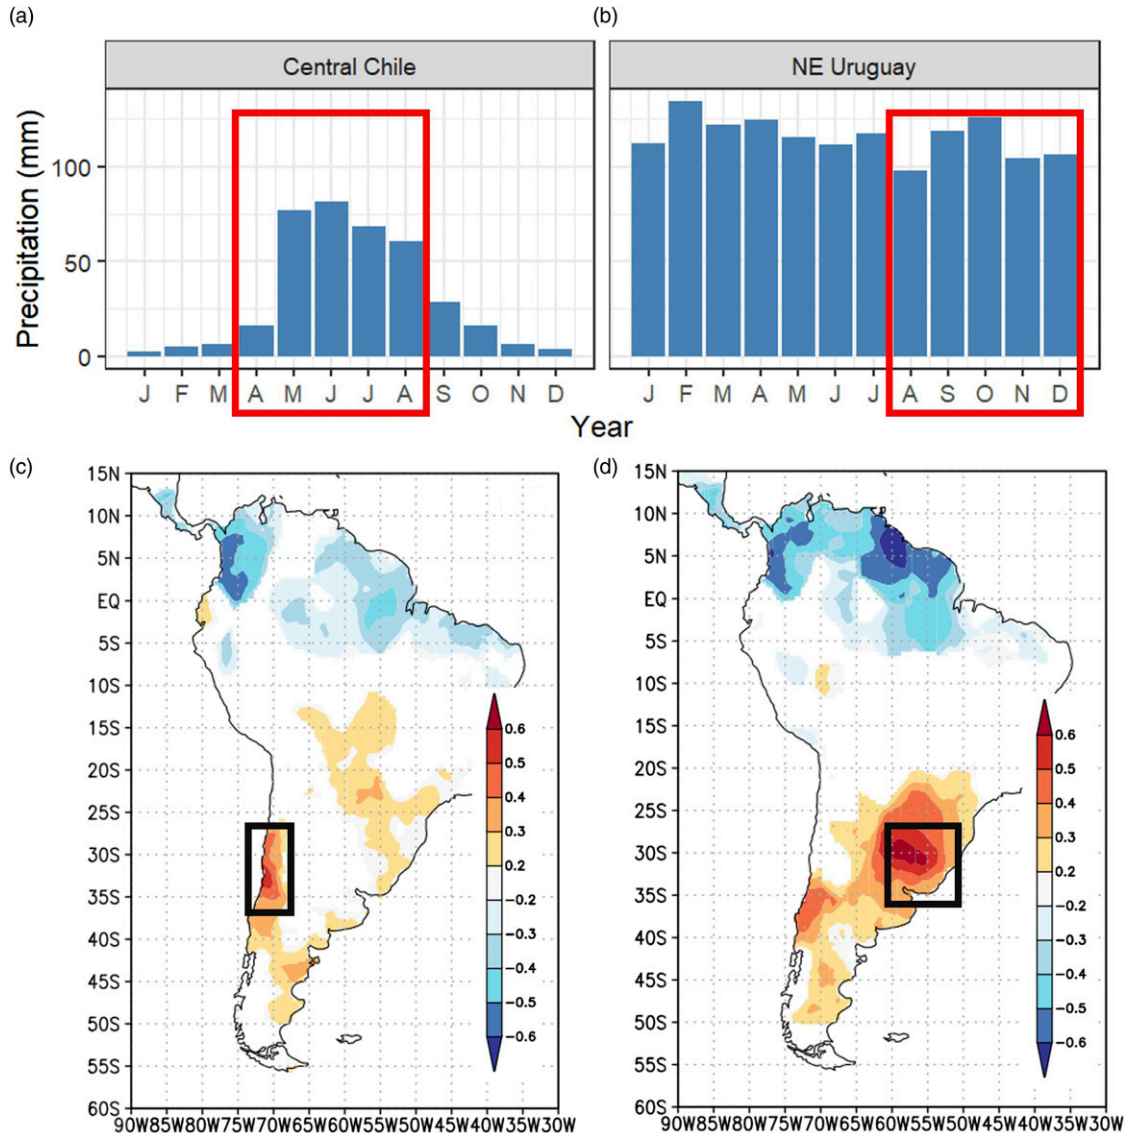 (a)
(b)
Central Chile
NE Uruguay
Precipitation (mm)
100
50
0
J F M A M J J A S O N D
J F M A M J J A S O N D
Year
(c)
15N
10N
5N
EQ
5S
10S
15S
20S
25S
30S
35S
40S
45S
50S
55S
60S
90W85W80W75W70W65W60W55W50W45W40W35W30W
0.6
0.5
0.4
0.3
0.2
−0.2
−0.3
−0.4
−0.5
−0.6
(d)
15N
10N
5N
EQ
5S
10S
15S
20S
25S
30S
35S
40S
45S
50S
55S
60S
90W85W80W75W70W65W60W55W50W45W40W35W30W
0.6
0.5
0.4
0.3
0.2
−0.2
−0.3
−0.4
−0.5
−0.6